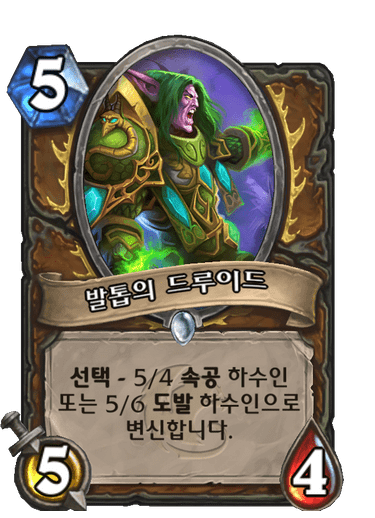 5
발톱의 드루이드
선택 - 5/4 속공 하수인
또는 5/6 도발 하수인으로
변신합니다.
5
4